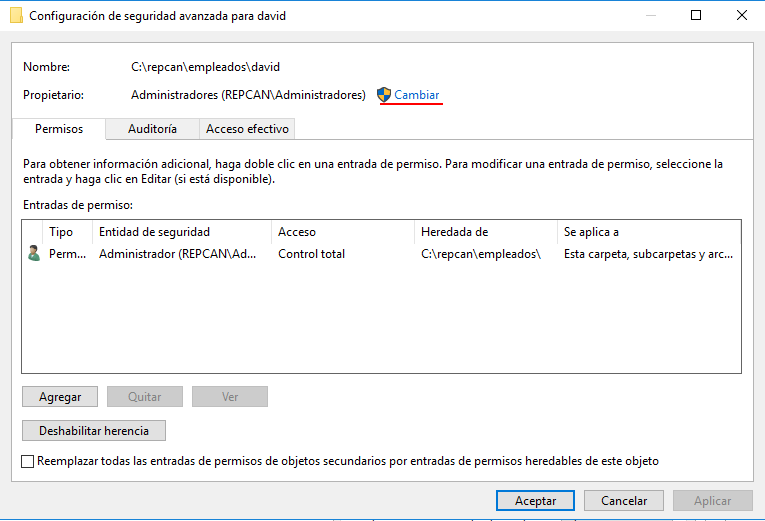 Configuración de seguridad avanzada para david
Nombre: C:\repcan\empleados\david
Propietario: Administradores (REPCAN\Administradores) Cambiar
Permisos Auditoría Acceso efectivo
Para obtener información adicional, haga doble clic en una entrada de permiso. Para modificar una entrada de permiso, seleccione la
entrada y haga clic en Editar (si está disponible).
Entradas de permiso:
Tipo Entidad de seguridad Acceso Heredada de Se aplica a
Perm... Administrador (REPCAN\Ad... Control total C:\repcan\empleados\ Esta carpeta, subcarpetas y arc...
Agregar Quitar Ver
Deshabilitar herencia
Reemplazar todas las entradas de permisos de objetos secundarios por entradas de permisos heredables de este objeto
Aceptar Cancelar Aplicar